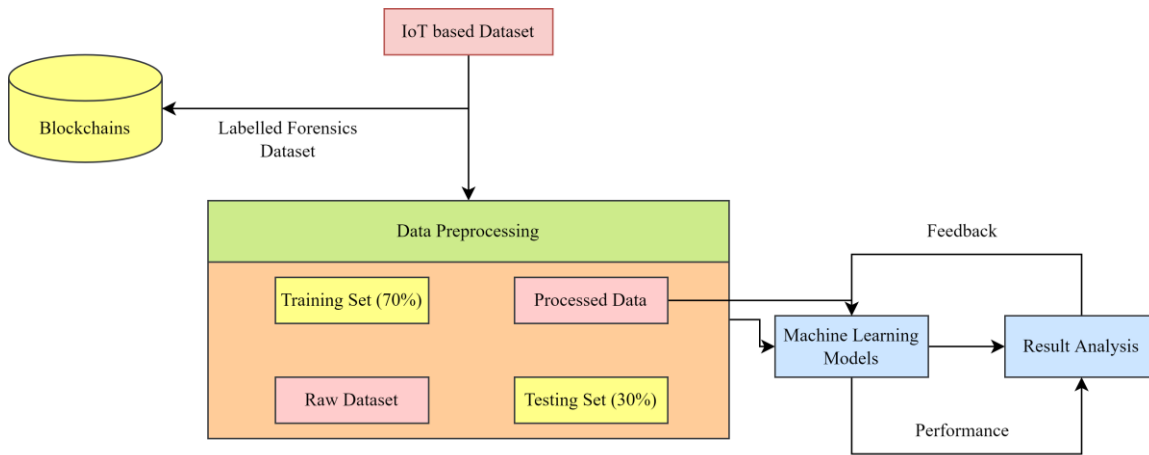 IoT based Dataset
Blockchains
Labelled Forensics
Dataset
Data Preprocessing
Feedback
Training Set (70%)
Processed Data
Machine Learning
Models
Result Analysis
Raw Dataset
Testing Set (30%)
Performance